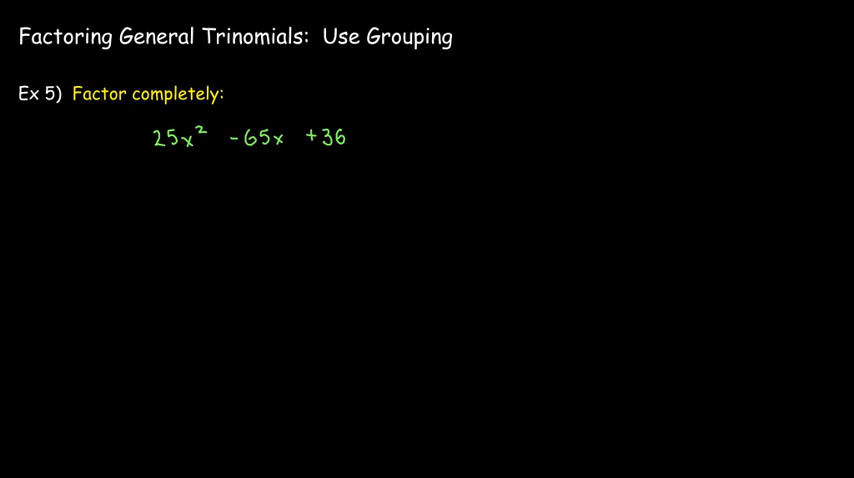 Factoring General Trinomials: Use Grouping
Ex 5) Factor completely:
25x² - 65x + 36